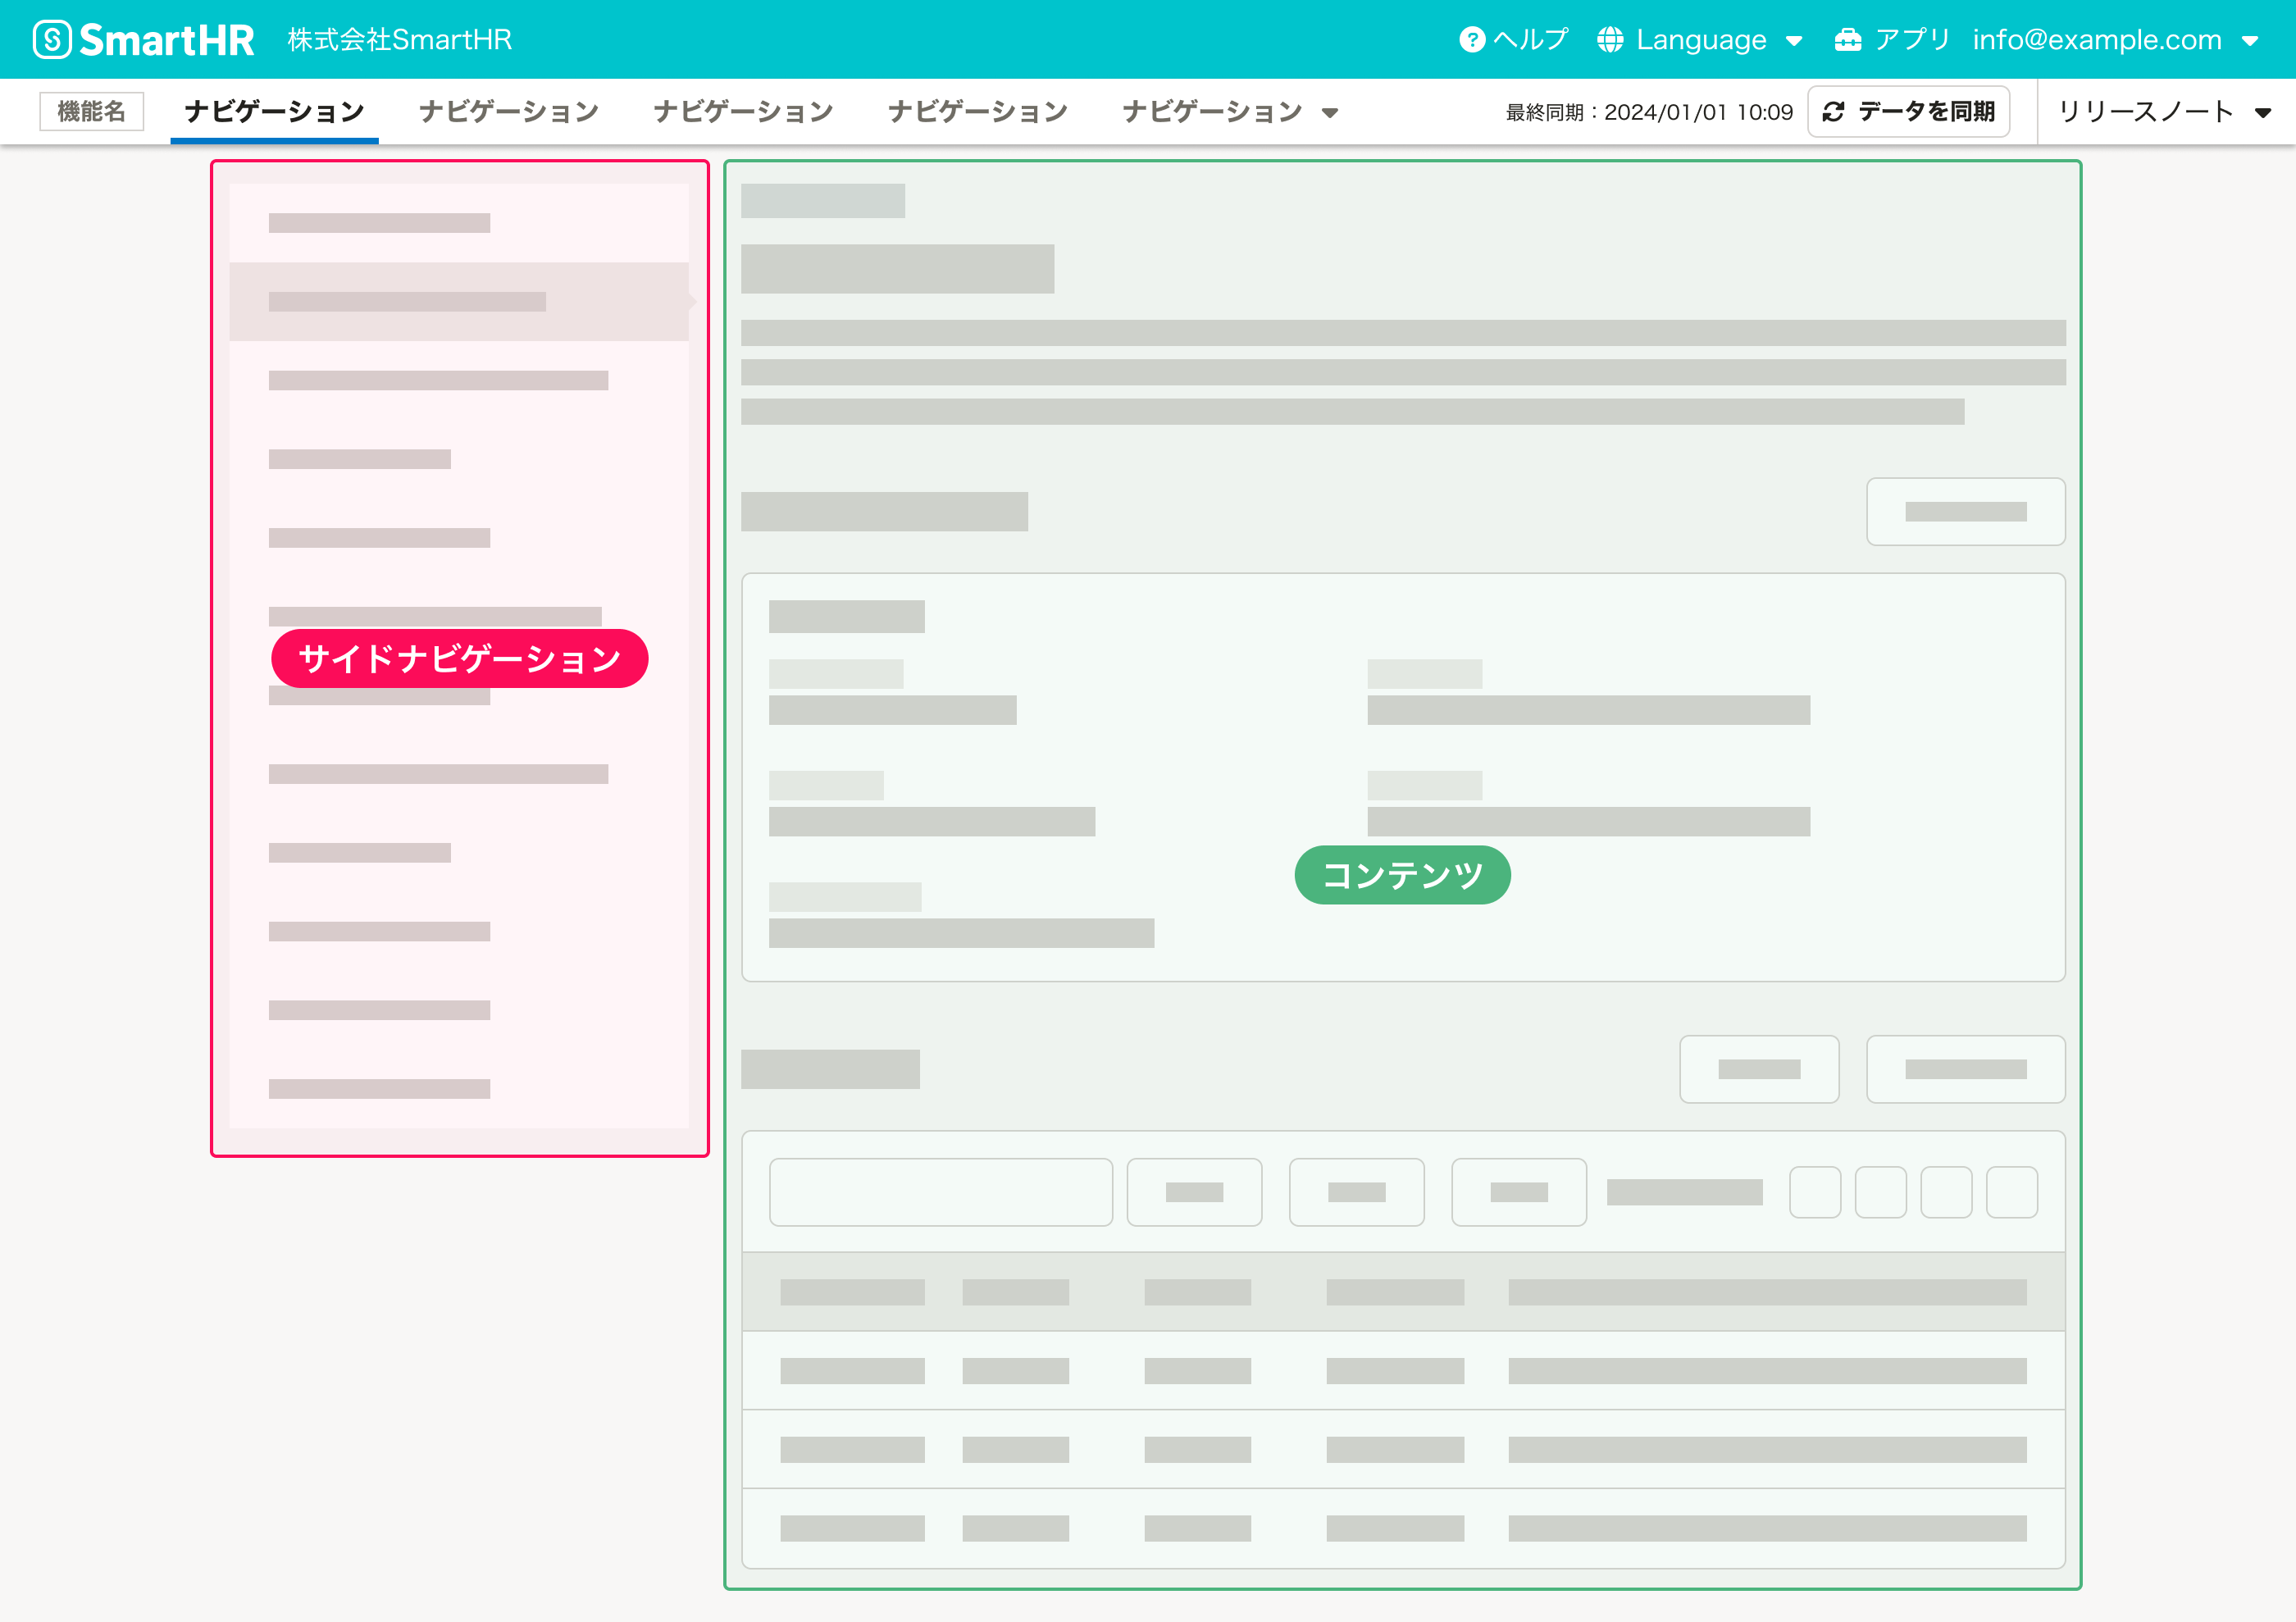 SmartHR 株式会社SmartHR ヘルプ Language アプリ info@example.com
機能名 ナビゲーション ナビゲーション ナビゲーション ナビゲーション ナビゲーション 最終同期：2024/01/01 10:09 データを同期 リリースノート
サイドナビゲーション
コンテンツ